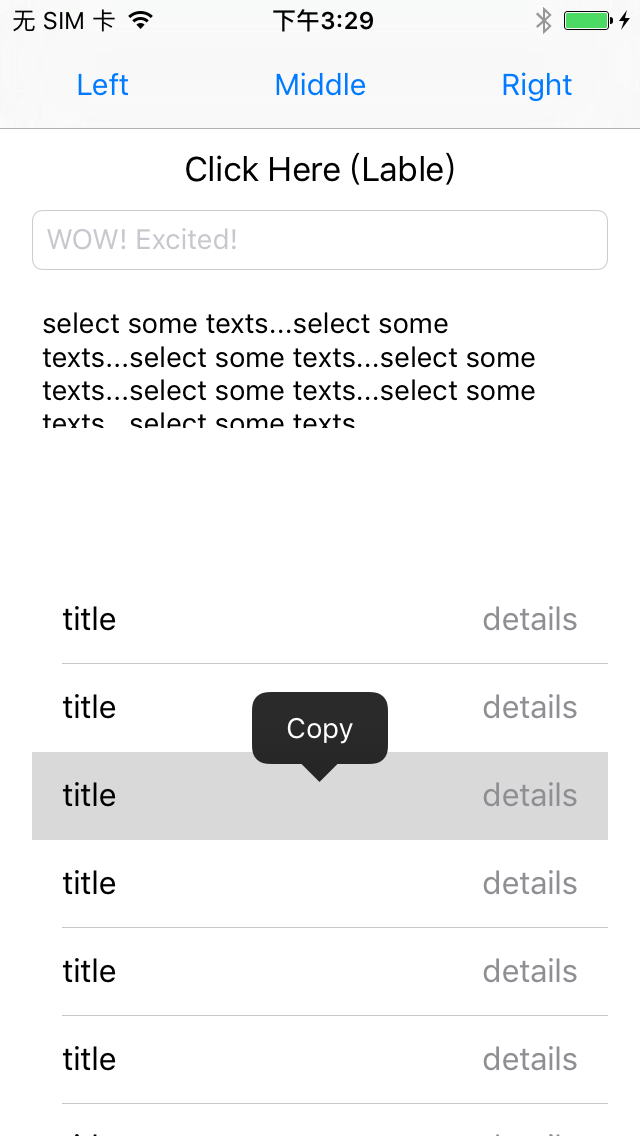 无 SIM 卡 下午3:29
Left Middle Right
Click Here (Lable)
WOW! Excited!
select some texts...select some
texts...select some texts...select some
texts...select some texts...select some
texts...select some texts
title details
title details
Copy
title details
title details
title details
title details